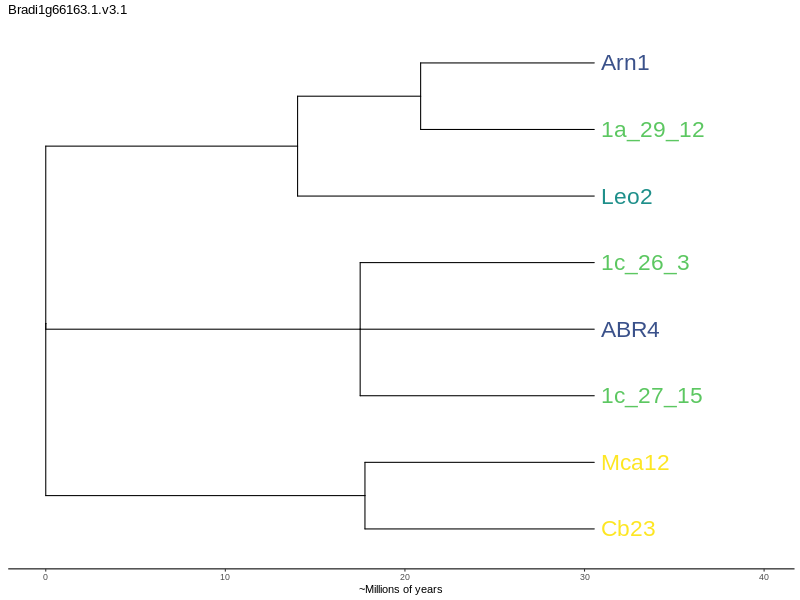 Bradi1g66163.1.v3.1
Arn1
1a_29_12
Leo2
1c_26_3
ABR4
1c_27_15
Mca12
Cb23
0 10 20 30 40
~Millions of years